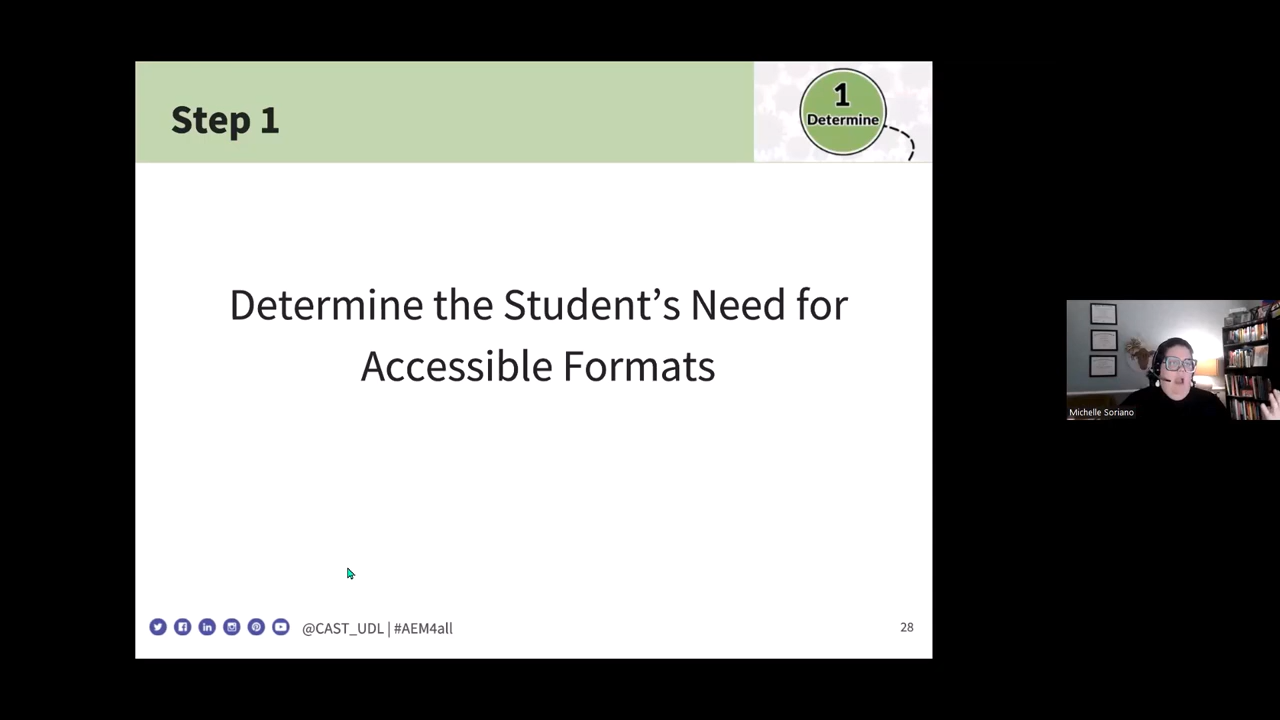 Step 1
1
Determine
Determine the Student's Need for
Accessible Formats
Michelle Soriano
@CAST_UDL | #AEM4all
28